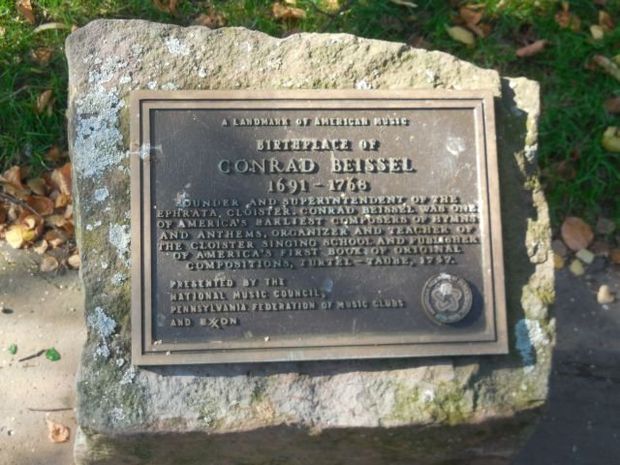 A LANDMARK OF AMERICAN MUSIC
BIRTHPLACE OF
CONRAD BEISSEL
1691-1768
FOUNDER AND SUPERINTENDENT OF THE
EPHRATA, CLOISTER, CONRAD BEISSEL WAS ONE
OF AMERICA'S EARLIEST COMPOSERS OF HYMNS
AND ANTHEMS, ORGANIZER AND TEACHER OF
THE CLOISTER SINGING SCHOOL AND PUBLISHER
OF AMERICA'S FIRST BOOK OF ORIGINAL
COMPOSITIONS, TURTEL-TAUBE, 1747.
PRESENTED BY THE
NATIONAL MUSIC COUNCIL,
PENNSYLVANIA FEDERATION OF MUSIC CLUBS
AND EXXON